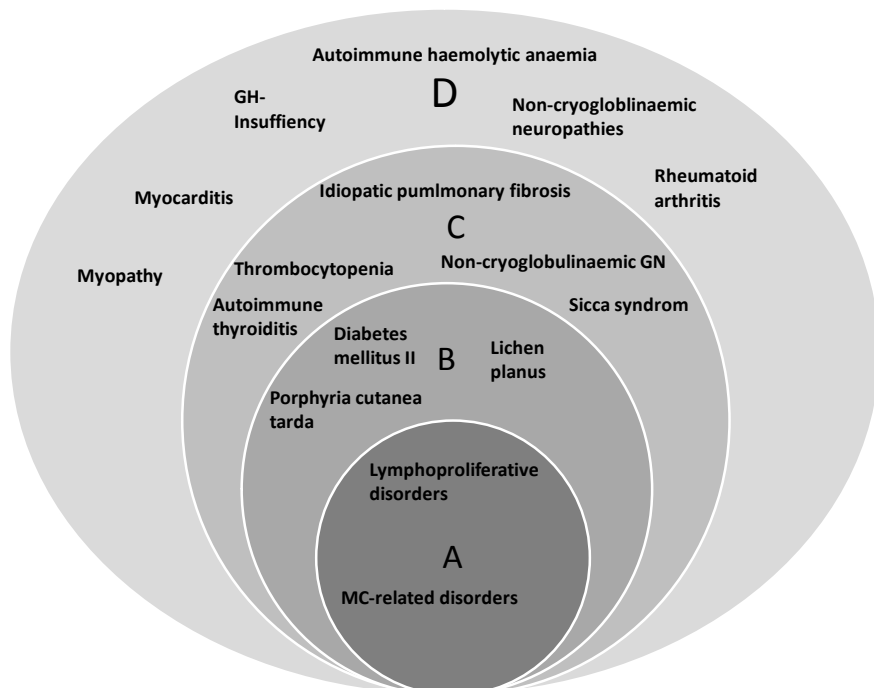 Autoimmune haemolytic anaemia
D
GH-
Insuffiency
Non-cryogloblinaemic
neuropathies
Myocarditis
Rheumatoid
arthritis
Myopathy
Idiopatic pumlmonary fibrosis
C
Thrombocytopenia
Non-cryoglobulinaemic GN
Autoimmune
thyroiditis
Sicca syndrom
Diabetes
mellitus II
B
Lichen
planus
Porphyria cutanea
tarda
Lymphoproliferative
disorders
A
MC-related disorders